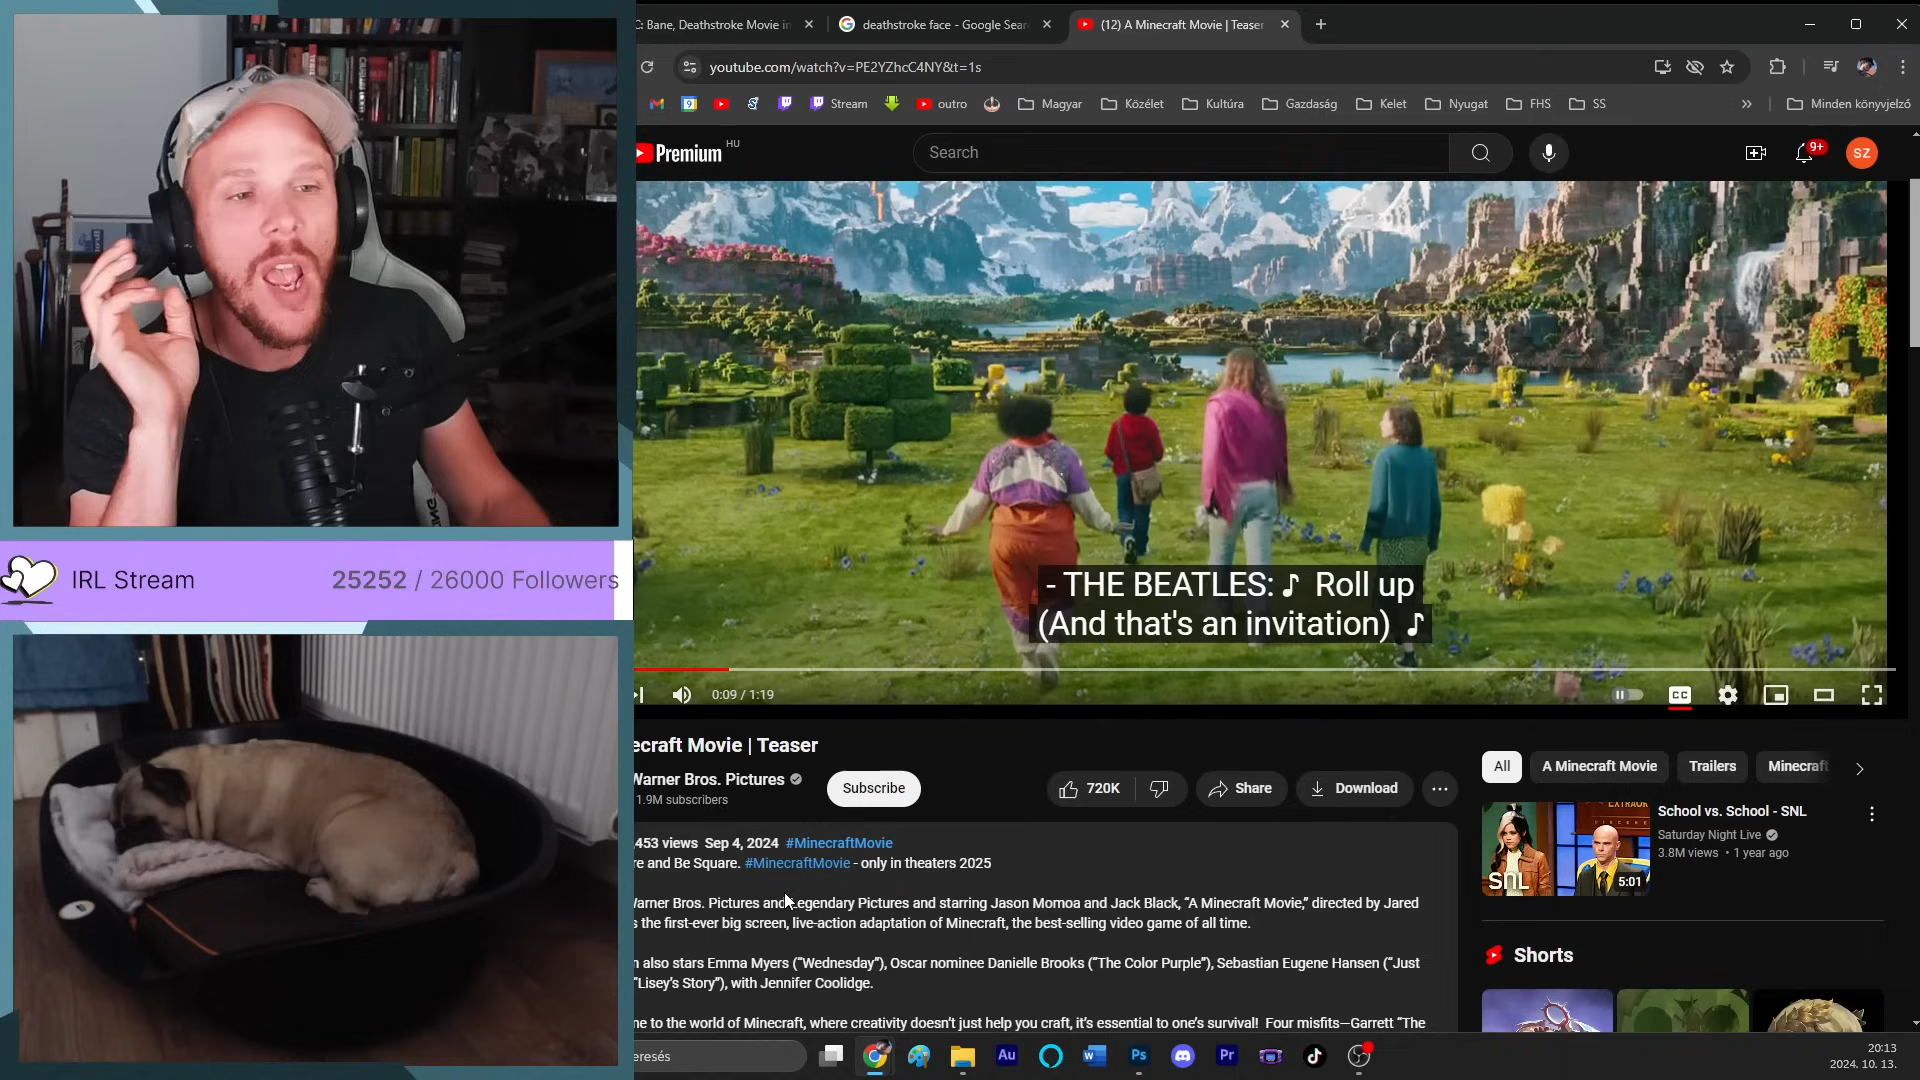 C: Bane, Deathstroke Movie in
deathstroke face - Google Sear
(12) A Minecraft Movie | Teaser
youtube.com/watch?v=PE2YZhcC4NY&t=1s
Stream
outro
Magyar
Közélet
Kultúra
Gazdaság
Kelet
Nyugat
FHS
SS
Minden könyvjelző
Premium HU
Search
9+
SZ
- THE BEATLES: ♪ Roll up
(And that's an invitation) ♪
0:09 / 1:19
CC
IRL Stream 25252 / 26000 Followers
ecraft Movie | Teaser
Warner Bros. Pictures
1.9M subscribers
Subscribe
720K
Share
Download
453 views Sep 4, 2024 #MinecraftMovie
re and Be Square. #MinecraftMovie - only in theaters 2025
Warner Bros. Pictures and Legendary Pictures and starring Jason Momoa and Jack Black, “A Minecraft Movie,” directed by Jared
s the first-ever big screen, live-action adaptation of Minecraft, the best-selling video game of all time.
also stars Emma Myers (“Wednesday”), Oscar nominee Danielle Brooks (“The Color Purple”), Sebastian Eugene Hansen (“Just
“Lisey’s Story”), with Jennifer Coolidge.
me to the world of Minecraft, where creativity doesn’t just help you craft, it’s essential to one’s survival! Four misfits—Garrett “The
All
A Minecraft Movie
Trailers
Minecraft
School vs. School - SNL
Saturday Night Live
3.8M views • 1 year ago
SNL
5:01
Shorts
eresés
Au
Ps
Pr
20:13
2024. 10. 13.